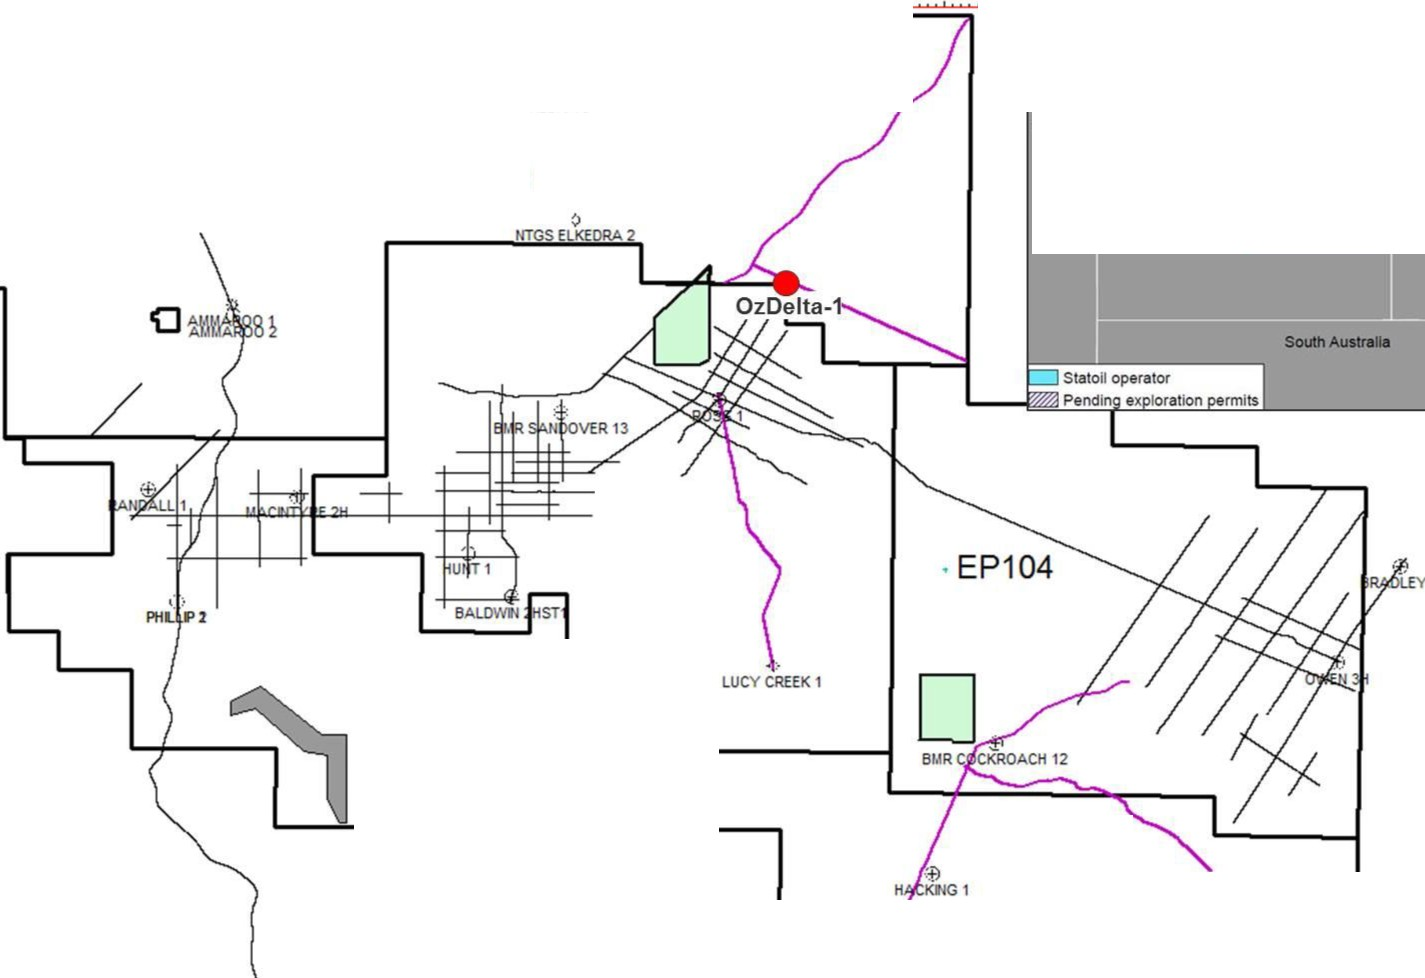 NTGS ELKEDRA 2
OzDelta-1
AMMAROO 1
AMMAROO 2
South Australia
Statoil operator
Pending exploration permits
ROSS 1
BMR SANDOVER 13
RANDALL 1
MACINTYRE 2H
HUNT 1
EP104
BRADLEY
BALDWIN 2HST1
PHILLIP 2
OWEN 3H
LUCY CREEK 1
BMR COCKROACH 12
HACKING 1